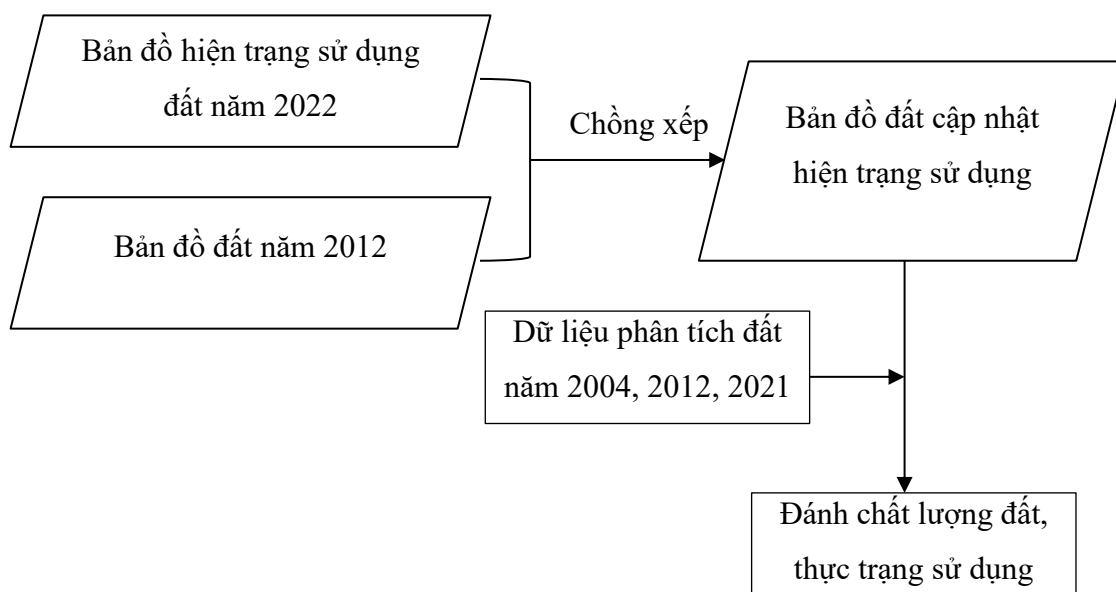 Bản đồ hiện trạng sử dụng
đất năm 2022
Chồng xếp
Bản đồ đất cập nhật
hiện trạng sử dụng
Bản đồ đất năm 2012
Dữ liệu phân tích đất
năm 2004, 2012, 2021
Đánh chất lượng đất,
thực trạng sử dụng